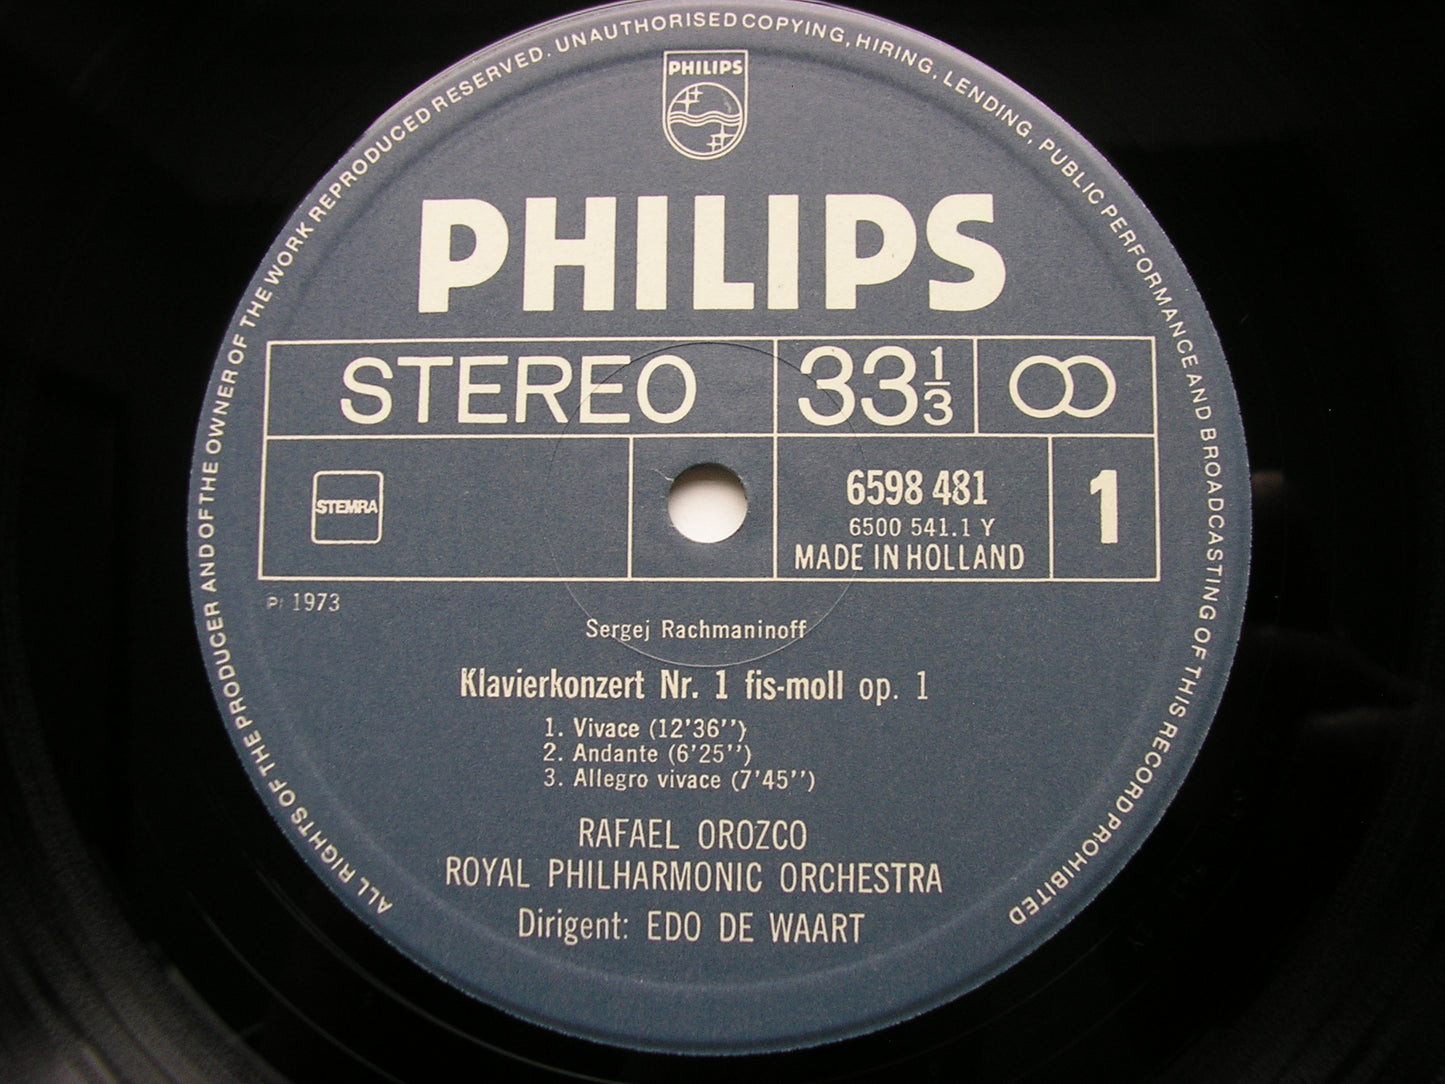 ALL RIGHTS OF THE PRODUCER AND OF THE OWNER OF THE WORK REPRODUCED RESERVED. UNAUTHORISED COPYING, HIRING, LENDING, PUBLIC PERFORMANCE AND BROADCASTING OF THIS RECORD PROHIBITED
PHILIPS
PHILIPS
STEREO 33 1/3
STEMRA
6598 481
6500 541.1 Y
MADE IN HOLLAND
1
1973
Sergej Rachmaninoff
Klavierkonzert Nr. 1 fis-moll op. 1
1. Vivace (12'36'')
2. Andante (6'25'')
3. Allegro vivace (7'45'')
RAFAEL OROZCO
ROYAL PHILHARMONIC ORCHESTRA
Dirigent: EDO DE WAART